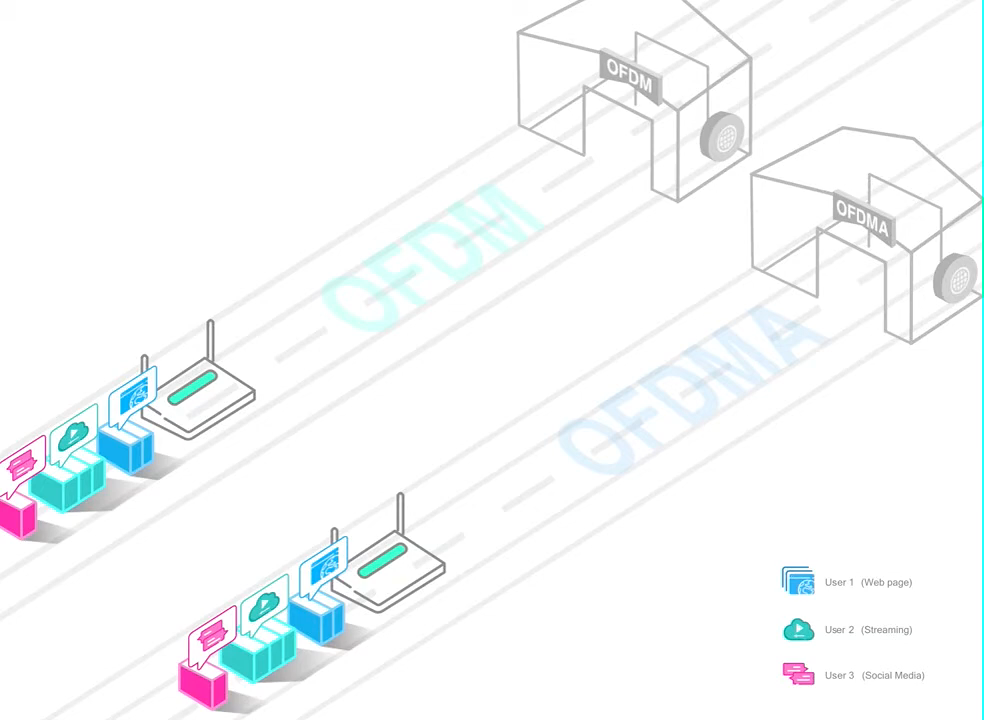 OFDM
OFDMA
OFDM
OFDMA
User 1 (Web page)
User 2 (Streaming)
User 3 (Social Media)